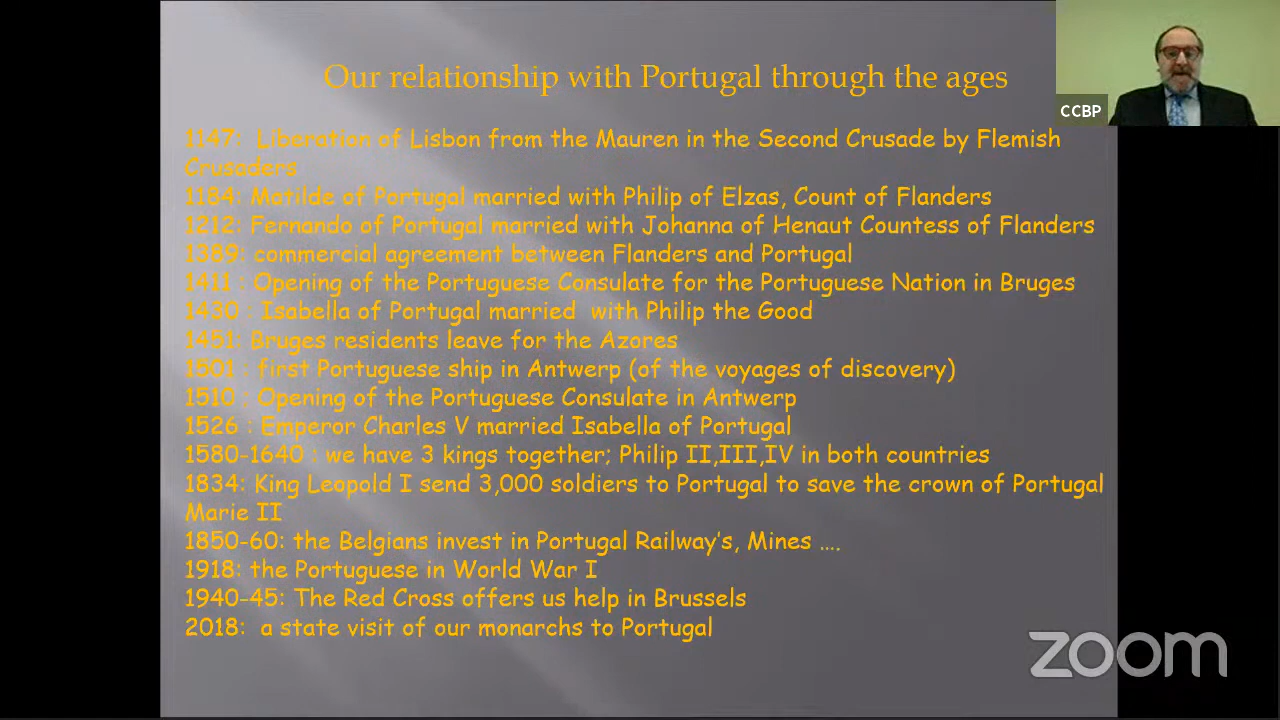 Our relationship with Portugal through the ages
CCBP
1147:  Liberation of Lisbon from the Mauren in the Second Crusade by Flemish
Crusaders
1184: Matilde of Portugal married with Philip of Elzas, Count of Flanders
1212: Fernando of Portugal married with Johanna of Henaut Countess of Flanders
1389: commercial agreement between Flanders and Portugal
1411 : Opening of the Portuguese Consulate for the Portuguese Nation in Bruges
1430 : Isabella of Portugal married  with Philip the Good
1451: Bruges residents leave for the Azores
1501 : first Portuguese ship in Antwerp (of the voyages of discovery)
1510 : Opening of the Portuguese Consulate in Antwerp
1526 : Emperor Charles V married Isabella of Portugal
1580-1640 : we have 3 kings together; Philip II,III,IV in both countries
1834: King Leopold I send 3,000 soldiers to Portugal to save the crown of Portugal
Marie II
1850-60: the Belgians invest in Portugal Railway's, Mines ….
1918: the Portuguese in World War I
1940-45: The Red Cross offers us help in Brussels
2018:  a state visit of our monarchs to Portugal
zoom